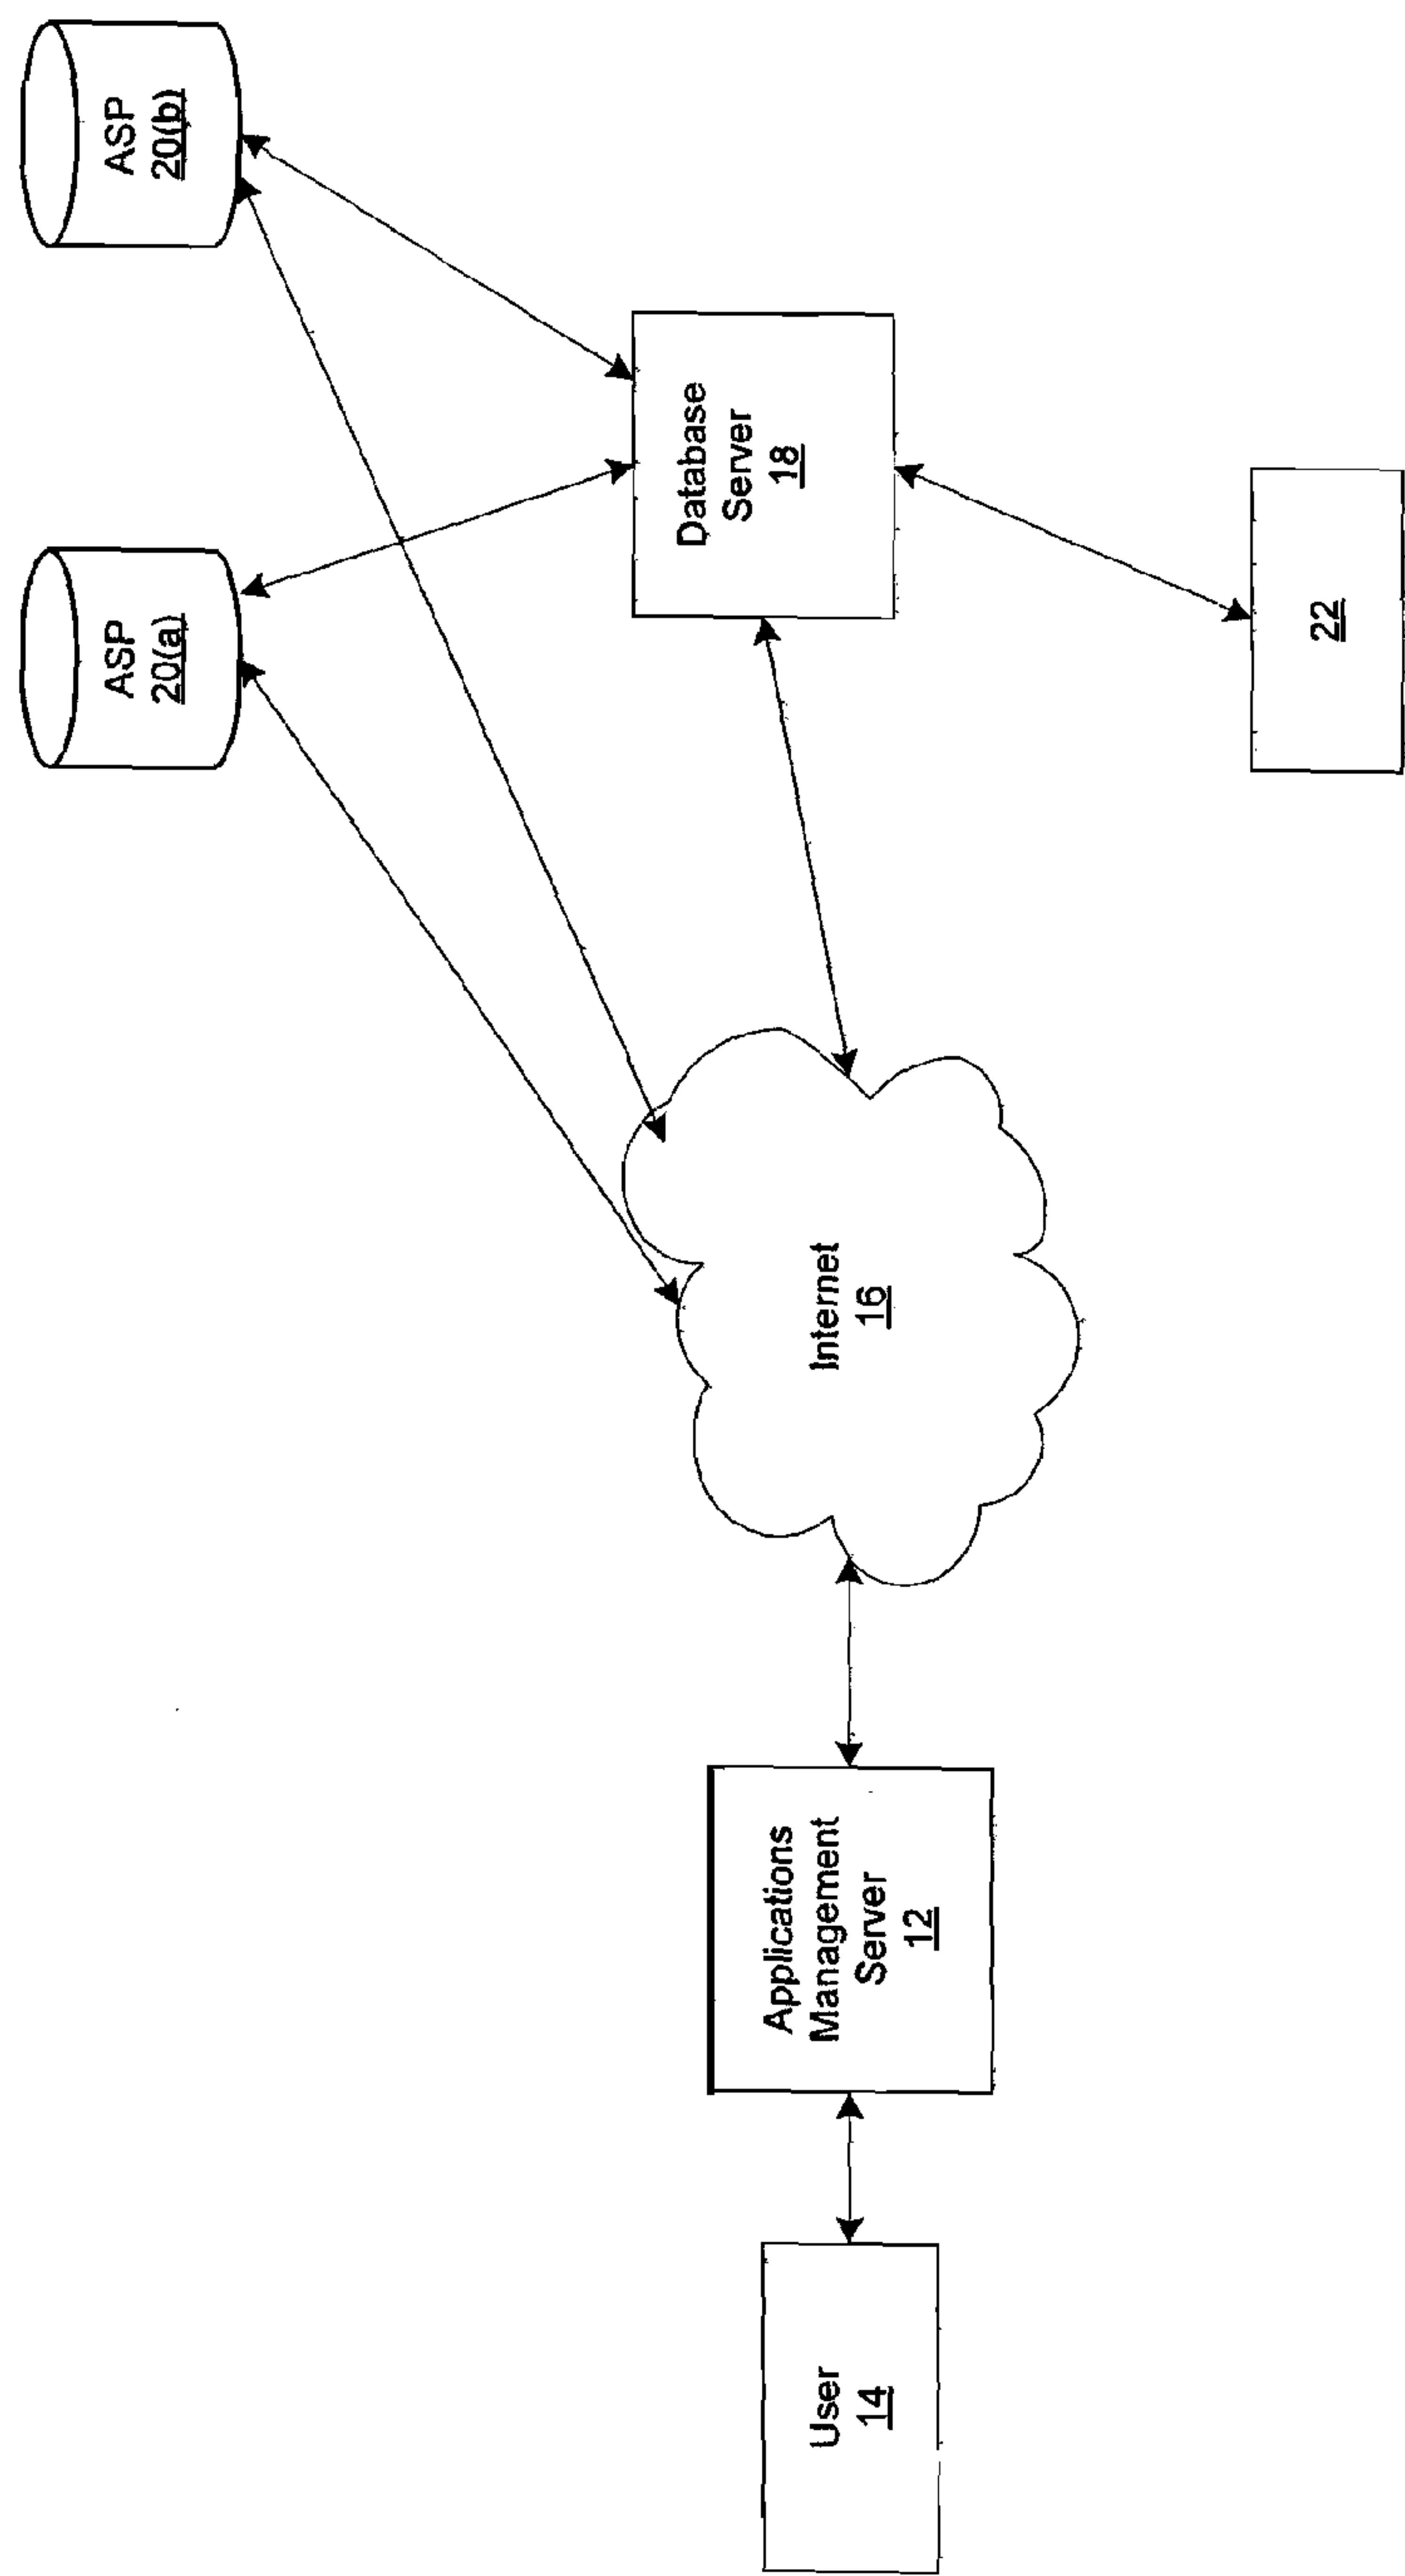 ASP
20(a)
ASP
20(b)
Database
Server
18
Internet
16
Applications
Management
Server
12
User
14
22